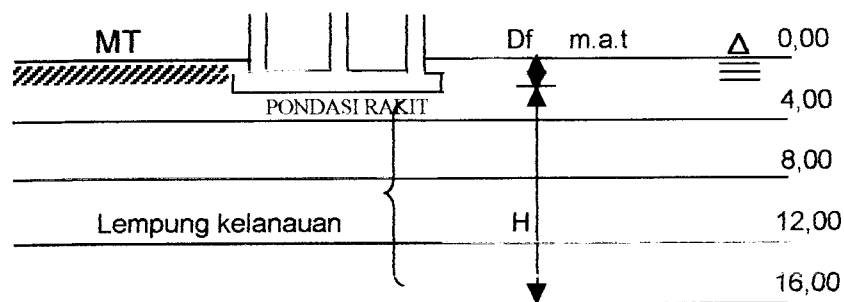 MT Df m.a.t 0,00
PONDASI RAKIT 4,00
8,00
Lempung kelanauan H 12,00
16,00